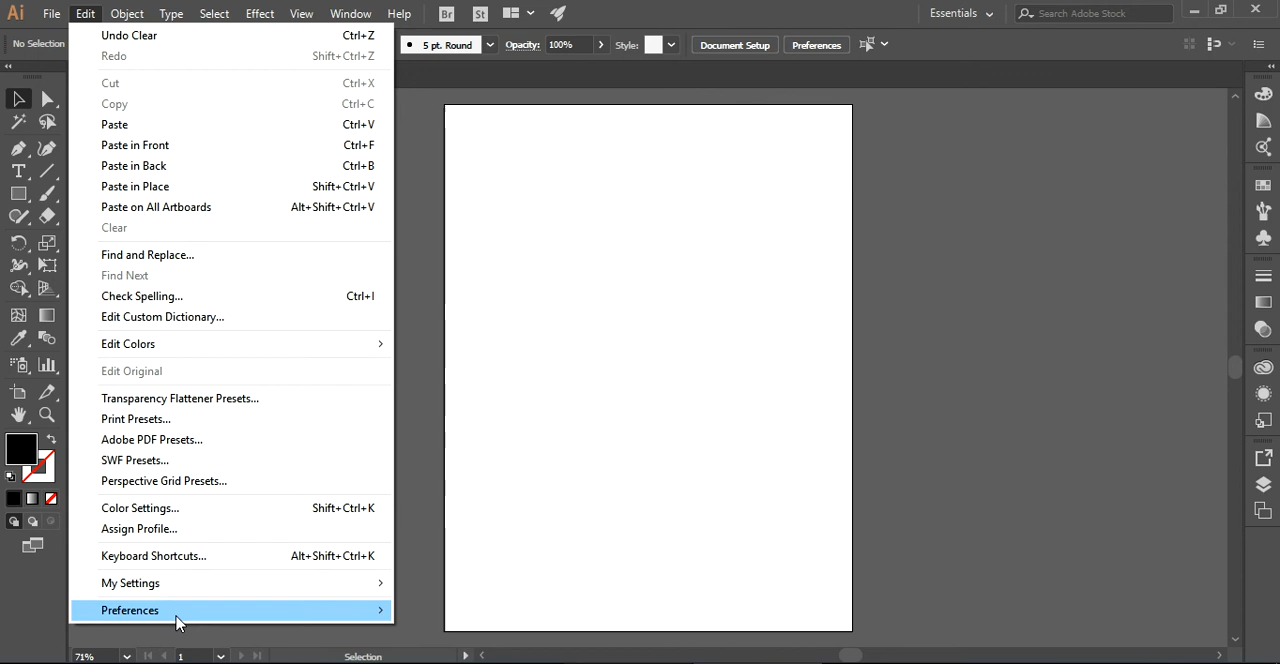 Ai File Edit Object Type Select Effect View Window Help Br St Essentials Search Adobe Stock
No Selection 5 pt. Round Opacity: 100% Style: Document Setup Preferences
Undo Clear Ctrl+Z
Redo Shift+Ctrl+Z
Cut Ctrl+X
Copy Ctrl+C
Paste Ctrl+V
Paste in Front Ctrl+F
Paste in Back Ctrl+B
Paste in Place Shift+Ctrl+V
Paste on All Artboards Alt+Shift+Ctrl+V
Clear
Find and Replace...
Find Next
Check Spelling... Ctrl+I
Edit Custom Dictionary...
Edit Colors
Edit Original
Transparency Flattener Presets...
Print Presets...
Adobe PDF Presets...
SWF Presets...
Perspective Grid Presets...
Color Settings... Shift+Ctrl+K
Assign Profile...
Keyboard Shortcuts... Alt+Shift+Ctrl+K
My Settings
Preferences
71% 1 Selection